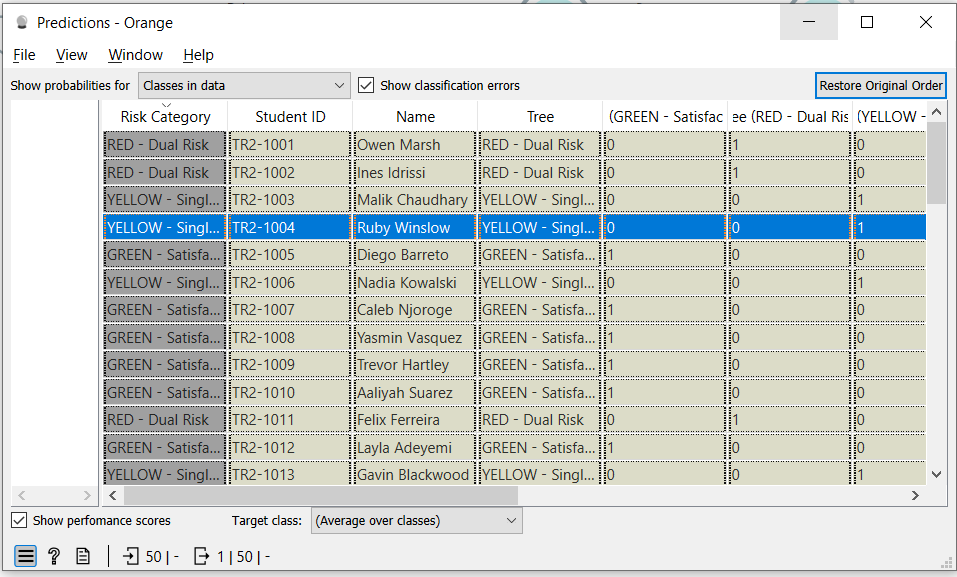 Predictions - Orange
File View Window Help
Show probabilities for Classes in data Show classification errors Restore Original Order
Risk Category Student ID Name Tree (GREEN - Satisfac ee (RED - Dual Ris (YELLOW -
RED - Dual Risk TR2-1001 Owen Marsh RED - Dual Risk 0 1 0
RED - Dual Risk TR2-1002 Ines Idrissi RED - Dual Risk 0 1 0
YELLOW - Singl... TR2-1003 Malik Chaudhary YELLOW - Singl... 0 0 1
YELLOW - Singl... TR2-1004 Ruby Winslow YELLOW - Singl... 0 0 1
GREEN - Satisfa... TR2-1005 Diego Barreto GREEN - Satisfa... 1 0 0
YELLOW - Singl... TR2-1006 Nadia Kowalski YELLOW - Singl... 0 0 1
GREEN - Satisfa... TR2-1007 Caleb Njoroge GREEN - Satisfa... 1 0 0
GREEN - Satisfa... TR2-1008 Yasmin Vasquez GREEN - Satisfa... 1 0 0
GREEN - Satisfa... TR2-1009 Trevor Hartley GREEN - Satisfa... 1 0 0
GREEN - Satisfa... TR2-1010 Aaliyah Suarez GREEN - Satisfa... 1 0 0
RED - Dual Risk TR2-1011 Felix Ferreira RED - Dual Risk 0 1 0
GREEN - Satisfa... TR2-1012 Layla Adeyemi GREEN - Satisfa... 1 0 0
YELLOW - Singl... TR2-1013 Gavin Blackwood YELLOW - Singl... 0 0 1
Show perfomance scores Target class: (Average over classes)
? 50 | - 1 | 50 | -